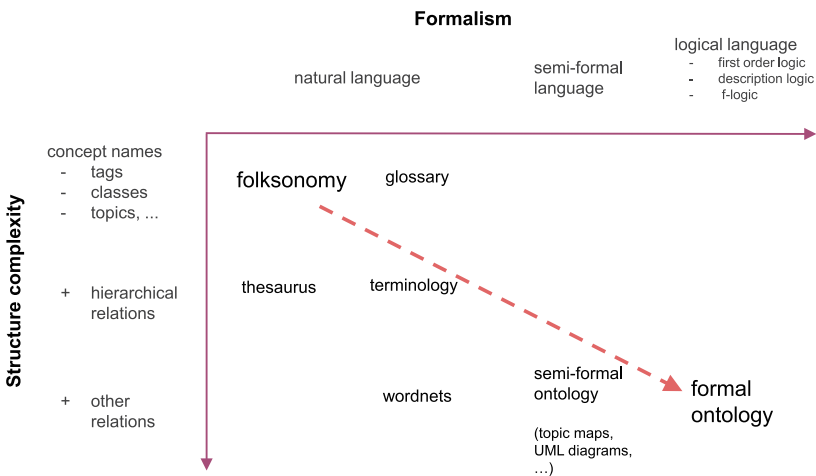 Formalism
natural language
semi-formal
language
logical language
- first order logic
- description logic
- f-logic
Structure complexity
concept names
- tags
- classes
- topics, ...
folksonomy
glossary
+ hierarchical
relations
thesaurus
terminology
+ other
relations
wordnets
semi-formal
ontology
(topic maps,
UML diagrams,
…)
formal
ontology